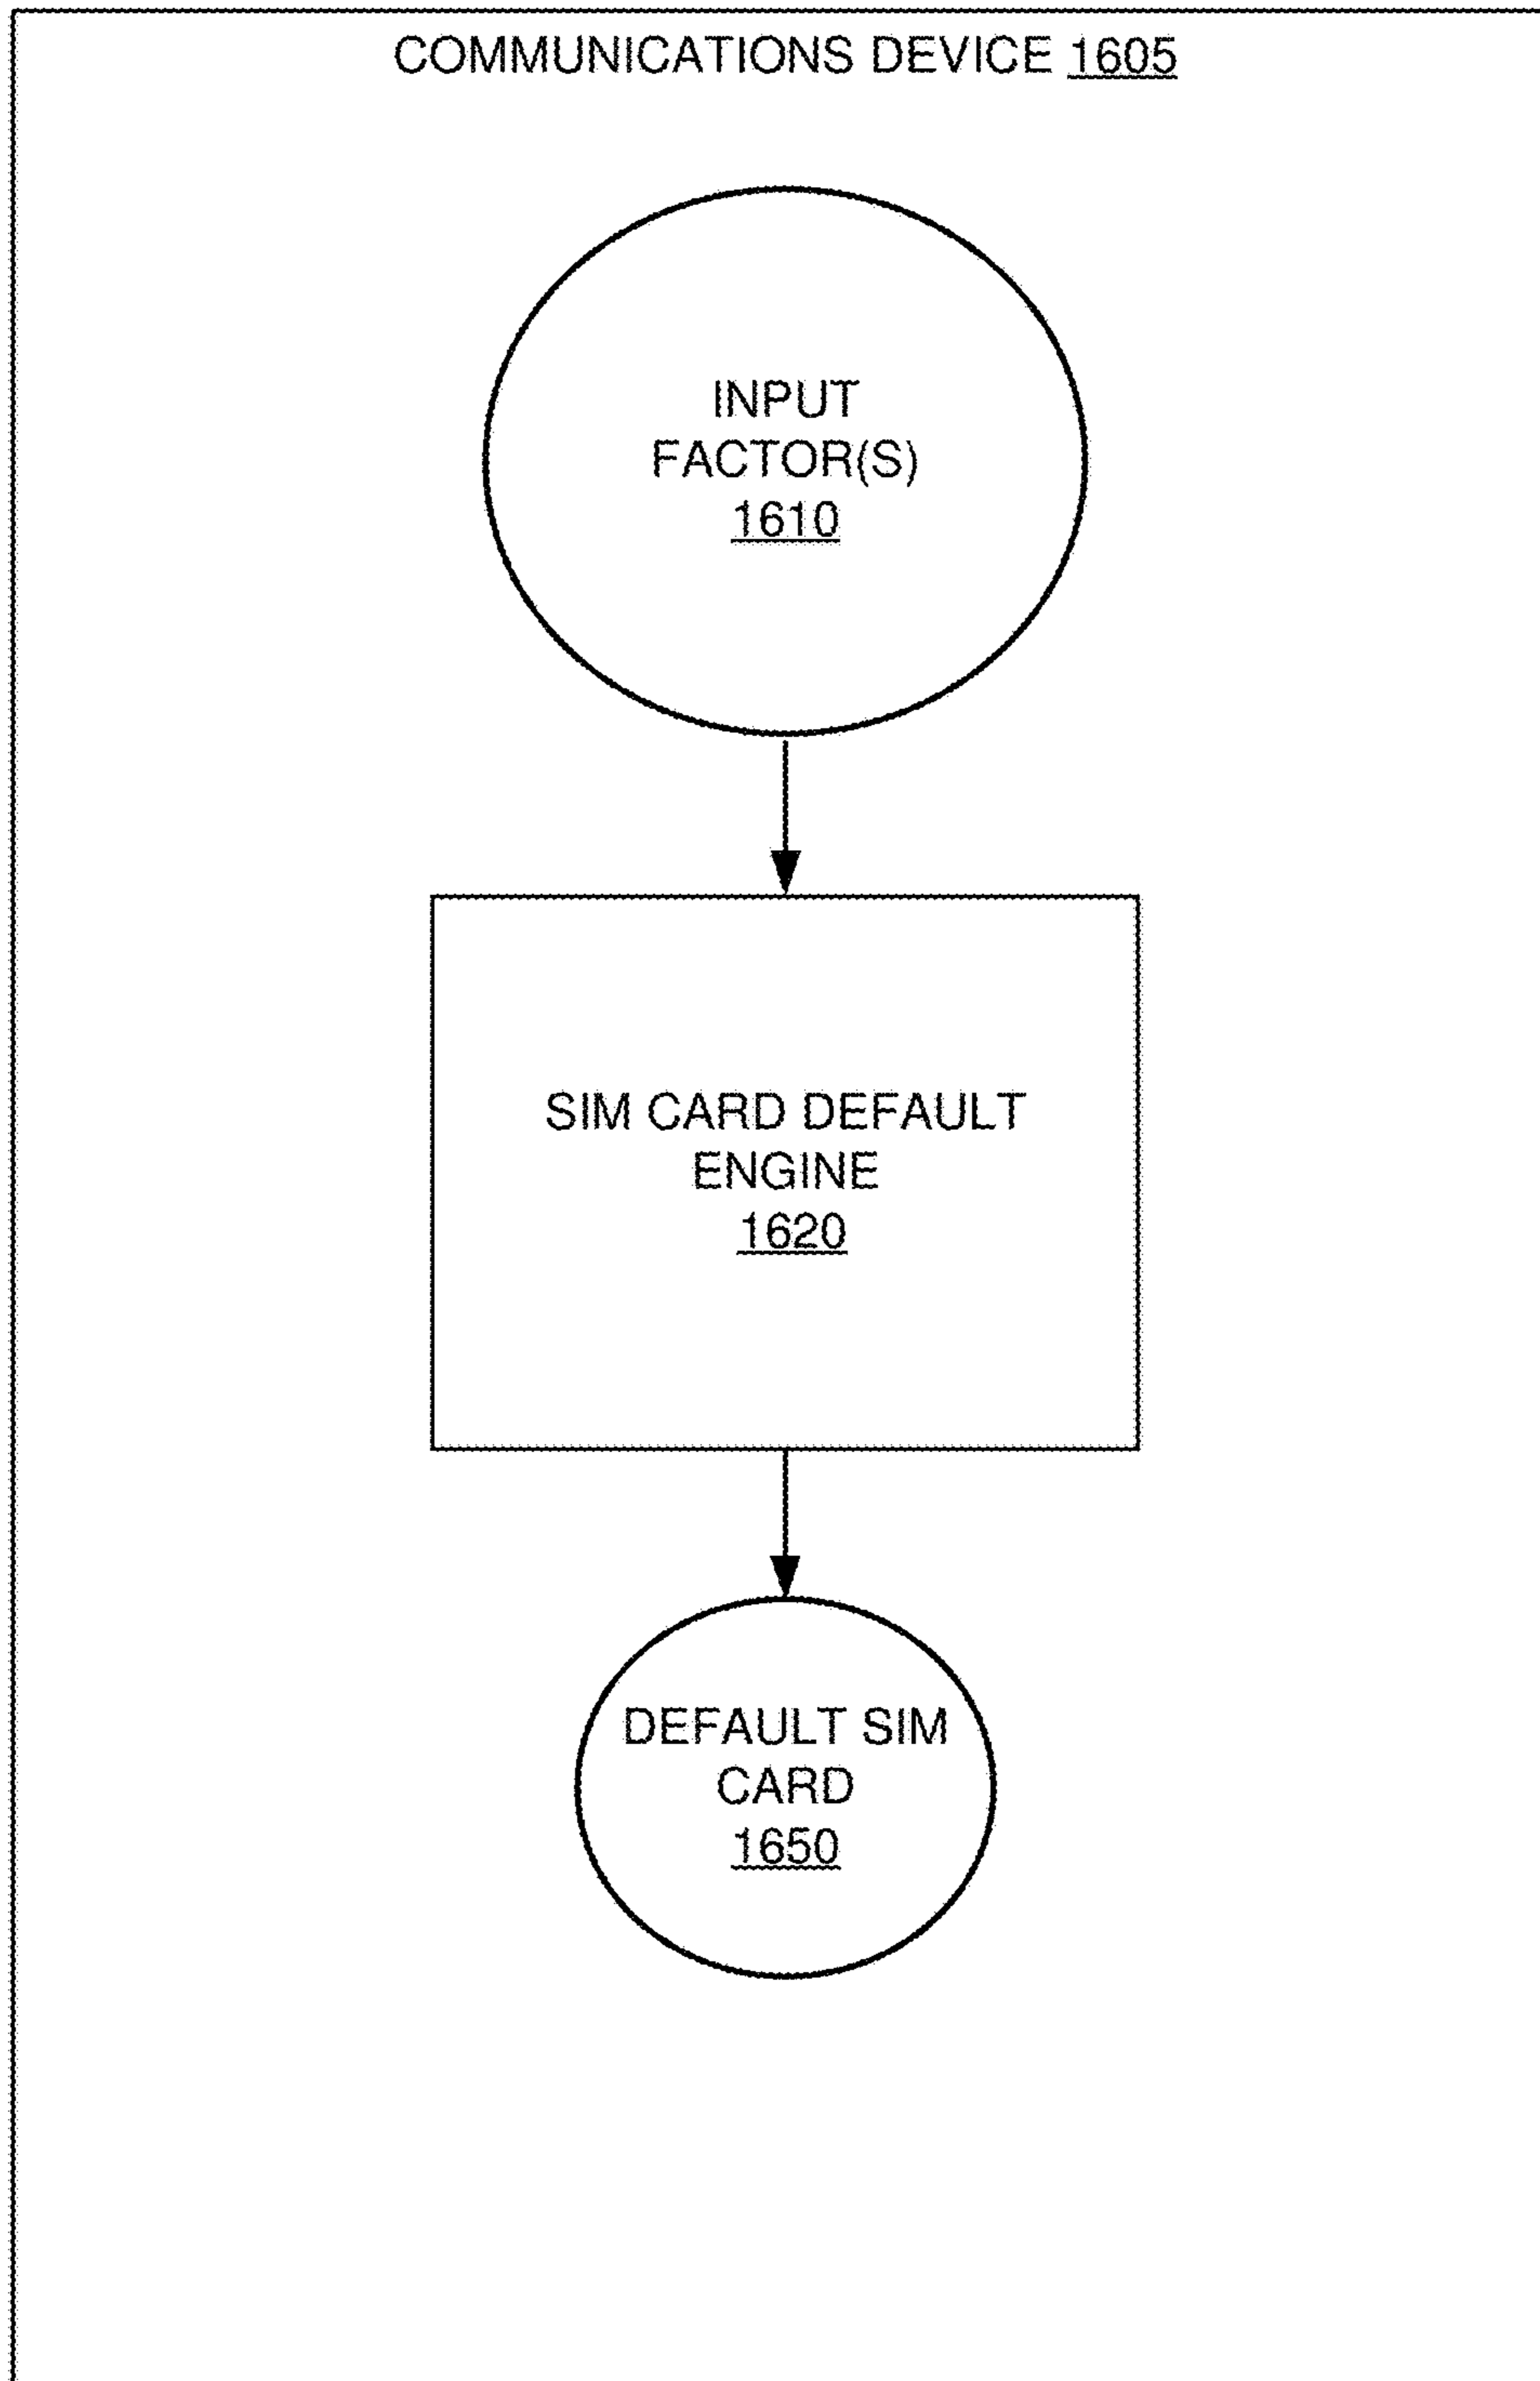 COMMUNICATIONS DEVICE 1605
INPUT
FACTOR(S)
1610
SIM CARD DEFAULT
ENGINE
1620
DEFAULT SIM
CARD
1650